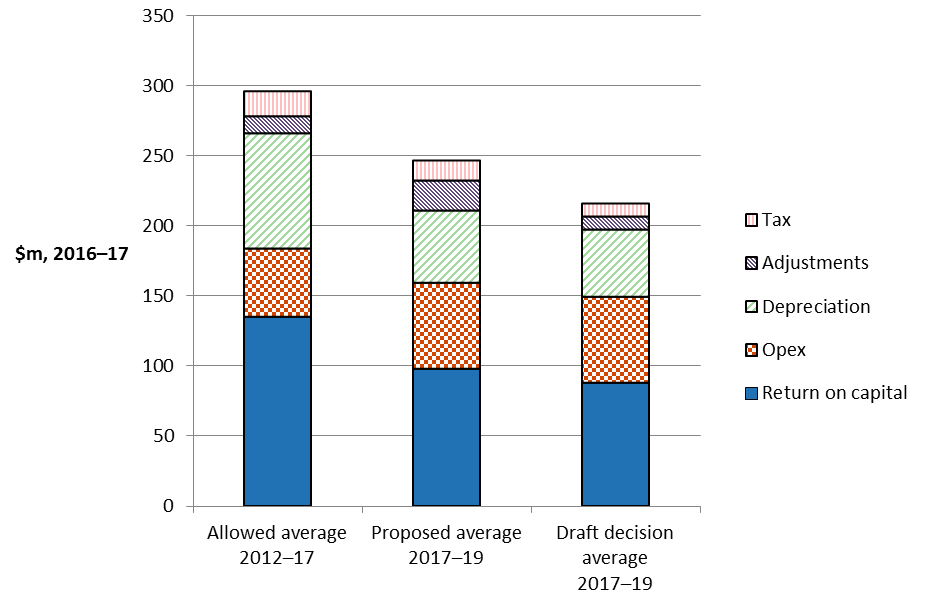 350
300
250
200
150
100
50
0
$m, 2016–17
Allowed average
2012–17
Proposed average
2017–19
Draft decision
average
2017–19
Tax
Adjustments
Depreciation
Opex
Return on capital